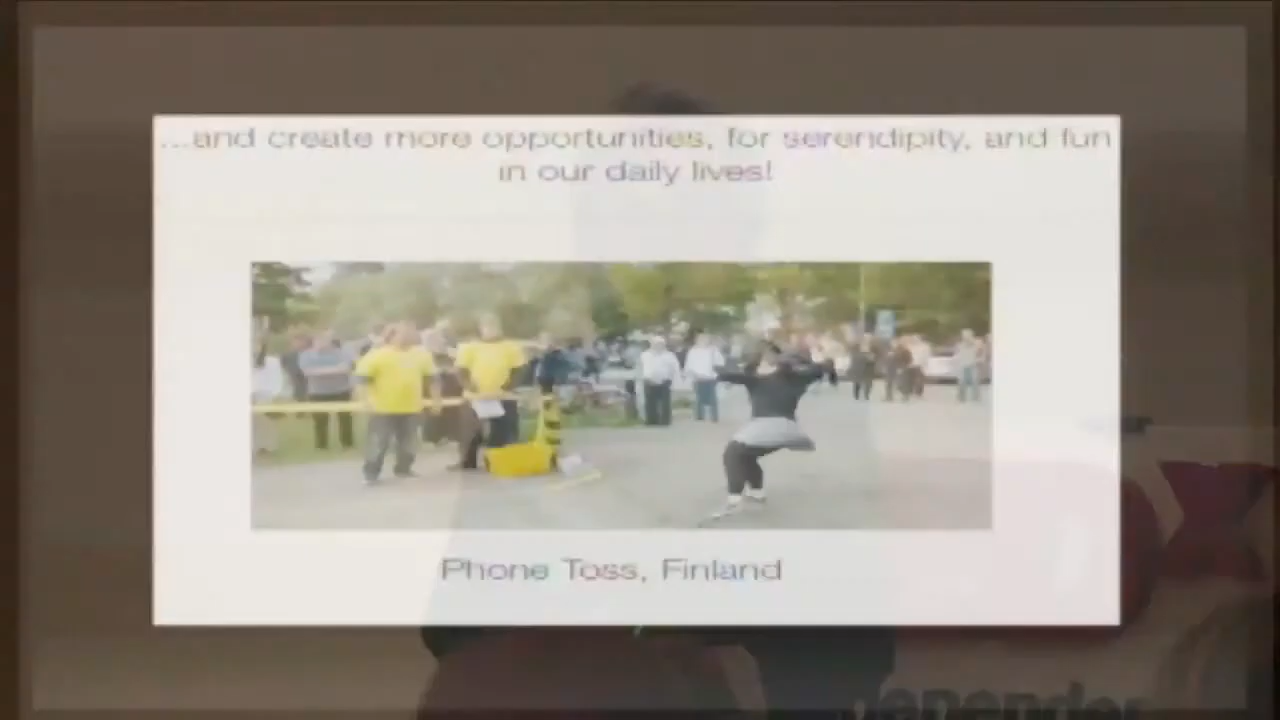 ...and create more opportunities, for serendipity, and fun
in our daily lives!
Phone Toss, Finland